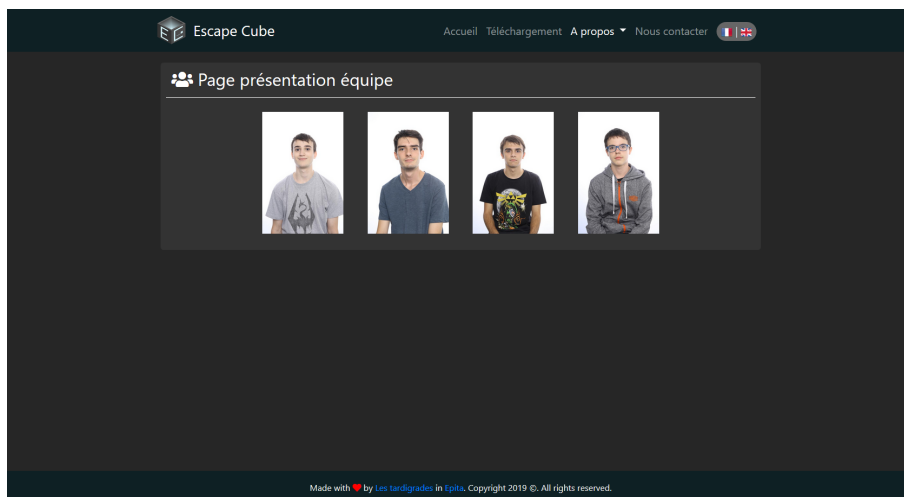 Escape Cube
Accueil Téléchargement A propos Nous contacter |
Page présentation équipe
Made with ❤ by Les tardigrades in Epita. Copyright 2019 ©. All rights reserved.